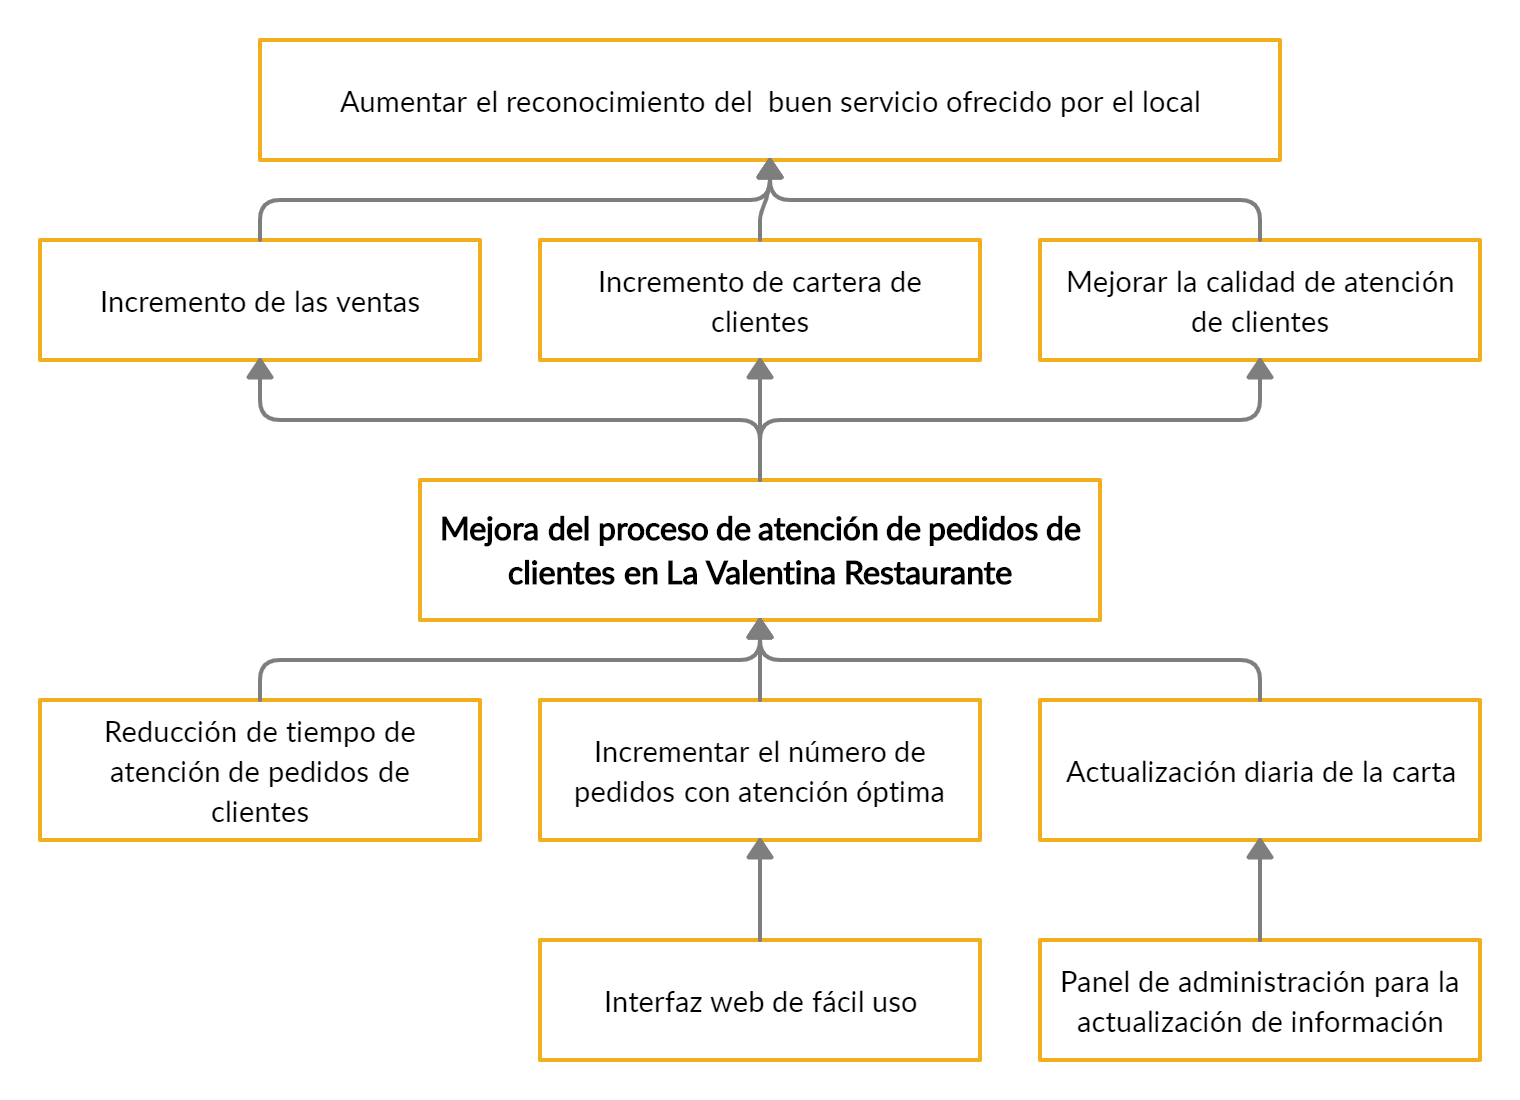 Aumentar el reconocimiento del  buen servicio ofrecido por el local
Incremento de las ventas
Incremento de cartera de
clientes
Mejorar la calidad de atención
de clientes
Mejora del proceso de atención de pedidos de
clientes en La Valentina Restaurante
Reducción de tiempo de
atención de pedidos de
clientes
Incrementar el número de
pedidos con atención óptima
Actualización diaria de la carta
Interfaz web de fácil uso
Panel de administración para la
actualización de información